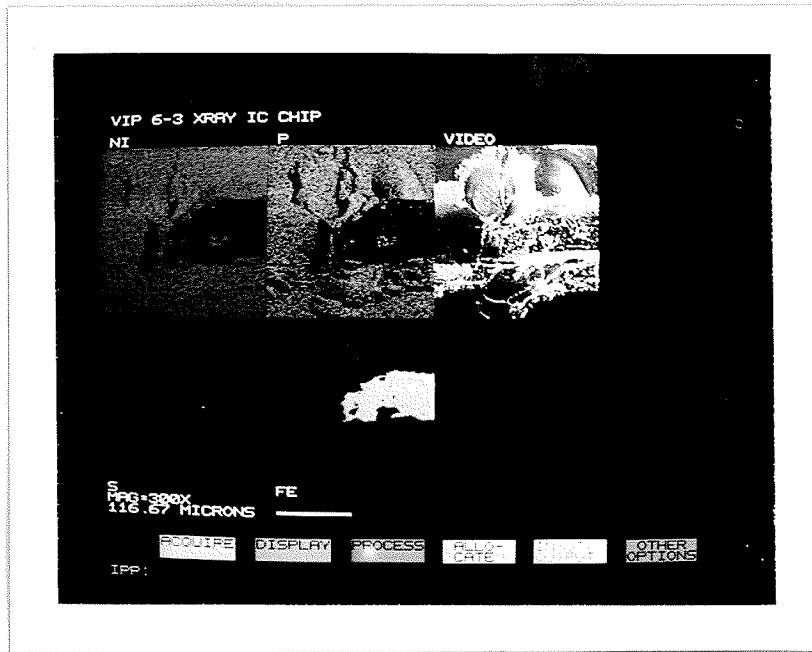 VIP 6-3 XRAY IC CHIP
NI P VIDEO
S FE
MAG=300X
116.67 MICRONS
ACQUIRE DISPLAY PROCESS ALLO-
CATE OTHER
OPTIONS
IPP: